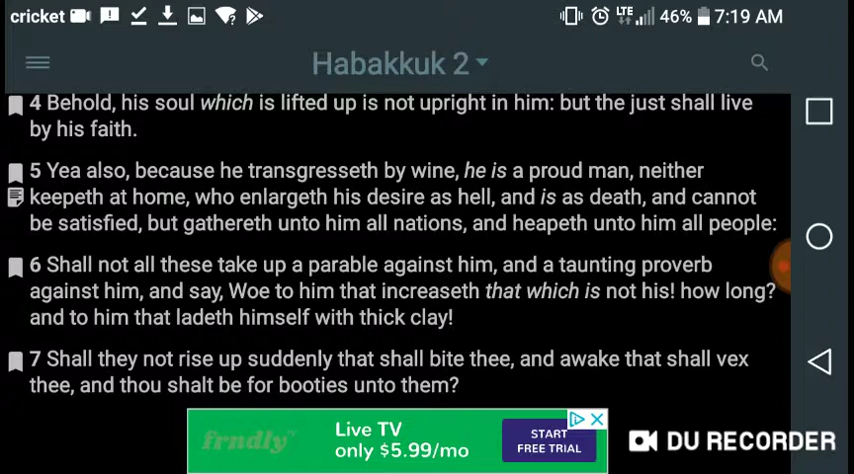 cricket LTE 46% 7:19 AM
Habakkuk 2
4 Behold, his soul which is lifted up is not upright in him: but the just shall live
by his faith.
5 Yea also, because he transgresseth by wine, he is a proud man, neither
keepeth at home, who enlargeth his desire as hell, and is as death, and cannot
be satisfied, but gathereth unto him all nations, and heapeth unto him all people:
6 Shall not all these take up a parable against him, and a taunting proverb
against him, and say, Woe to him that increaseth that which is not his! how long?
and to him that ladeth himself with thick clay!
7 Shall they not rise up suddenly that shall bite thee, and awake that shall vex
thee, and thou shalt be for booties unto them?
frndly tv
Live TV
only $5.99/mo
START
FREE TRIAL
DU RECORDER